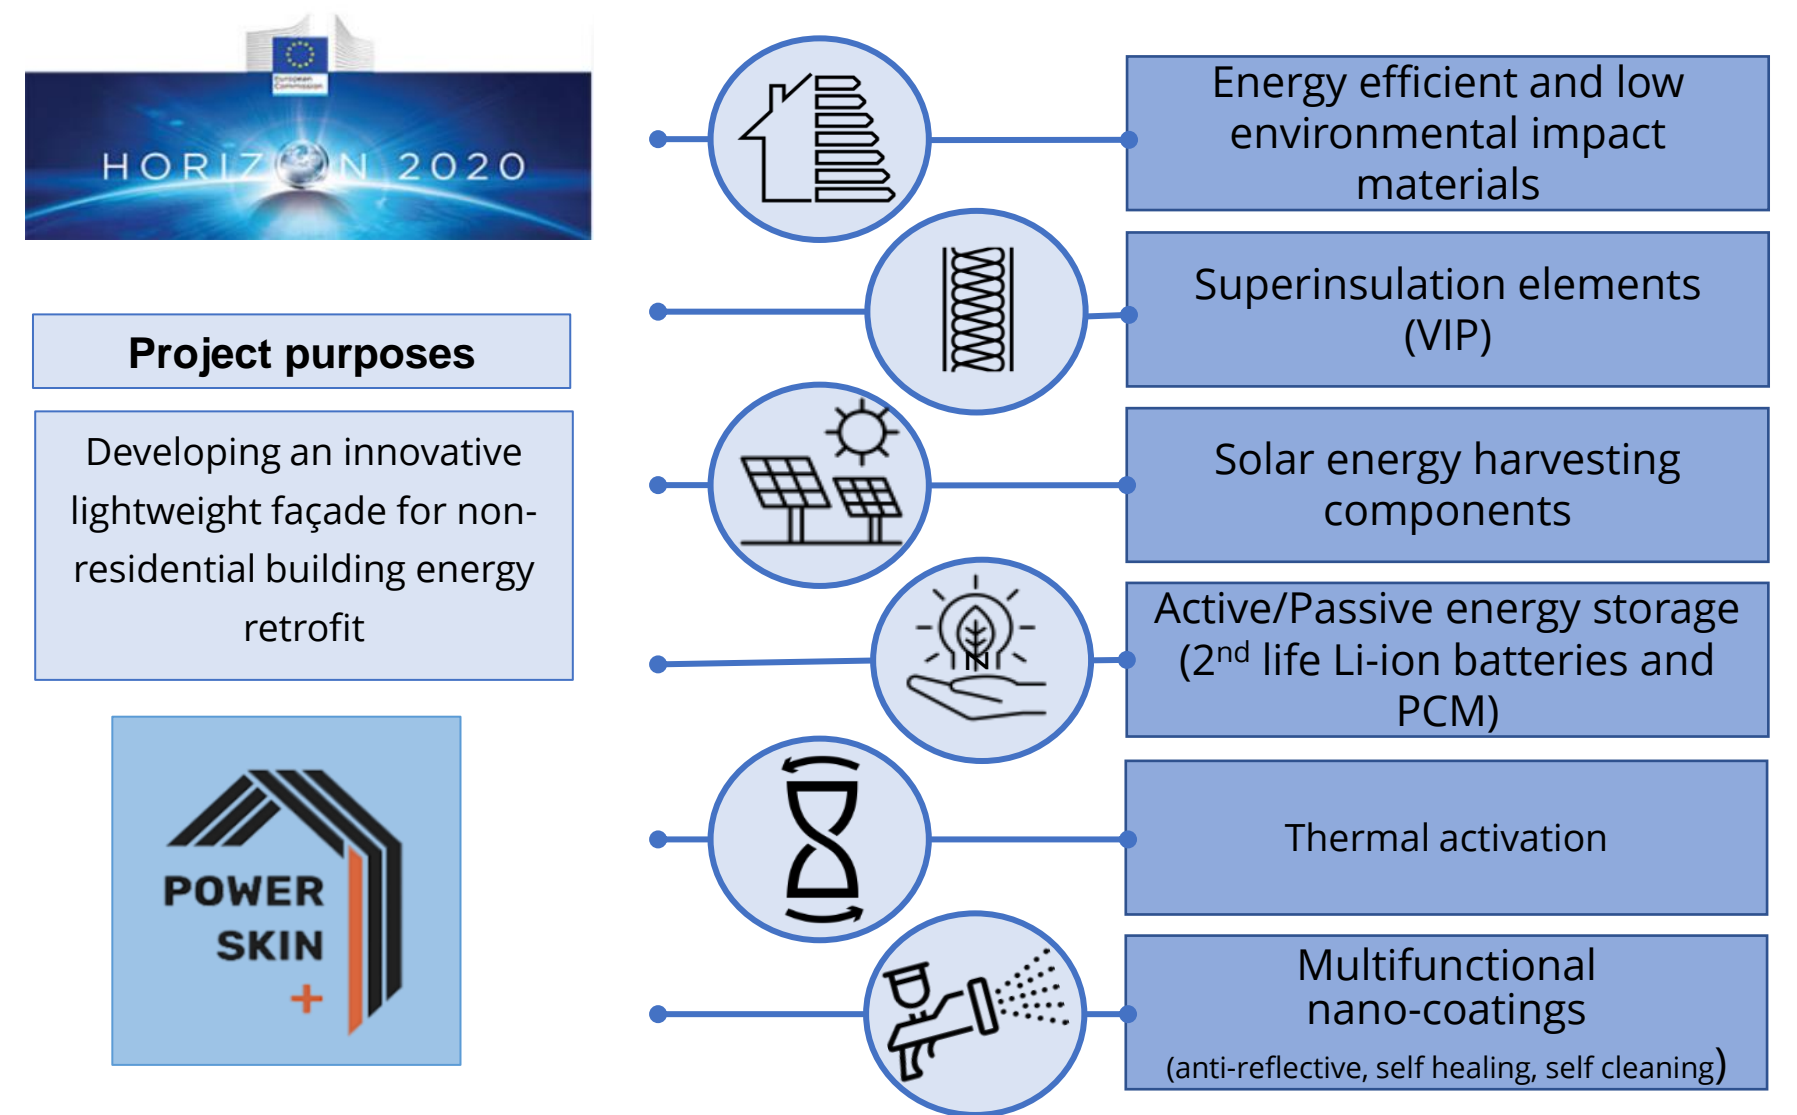 European
Commission
HORIZON 2020
Project purposes
Developing an innovative
lightweight façade for non-
residential building energy
retrofit
POWER
SKIN
+
Energy efficient and low
environmental impact
materials
Superinsulation elements
(VIP)
Solar energy harvesting
components
Active/Passive energy storage
(2nd life Li-ion batteries and
PCM)
Thermal activation
Multifunctional
nano-coatings
(anti-reflective, self healing, self cleaning)